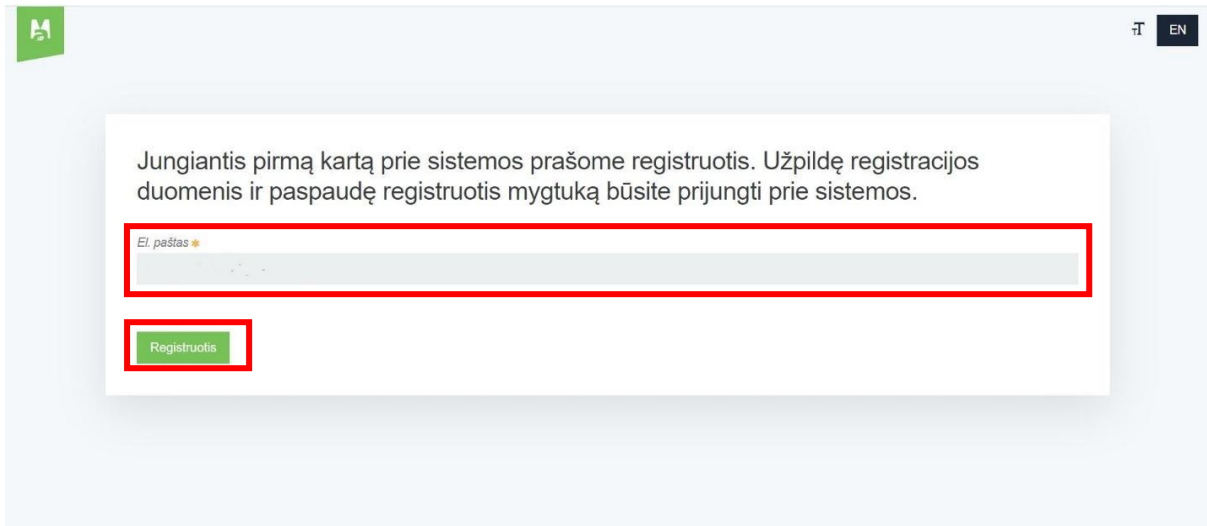 TT EN
Jungiantis pirmą kartą prie sistemos prašome registruotis. Užpildę registracijos
duomenis ir paspaudę registruotis mygtuką būsite prijungti prie sistemos.
El. paštas *
Registruotis